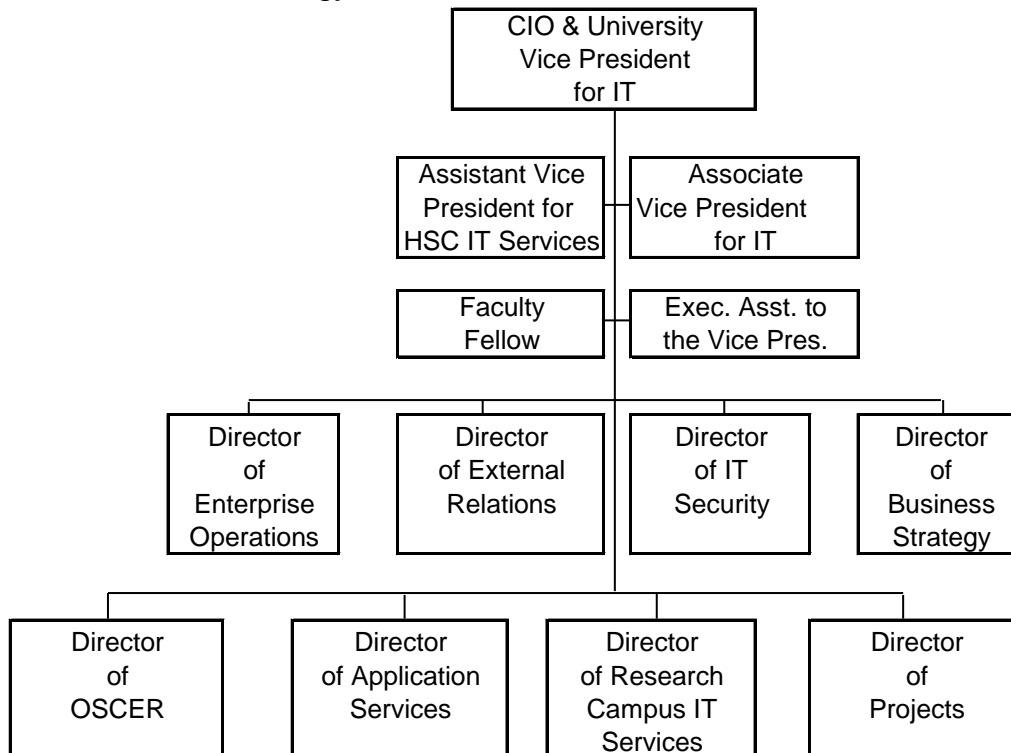 CIO & University
Vice President
for IT
Assistant Vice
President for
HSC IT Services
Associate
Vice President
for IT
Faculty
Fellow
Exec. Asst. to
the Vice Pres.
Director
of
Enterprise
Operations
Director
of External
Relations
Director
of IT
Security
Director
of
Business
Strategy
Director
of
OSCER
Director
of Application
Services
Director
of Research
Campus IT
Services
Director
of
Projects